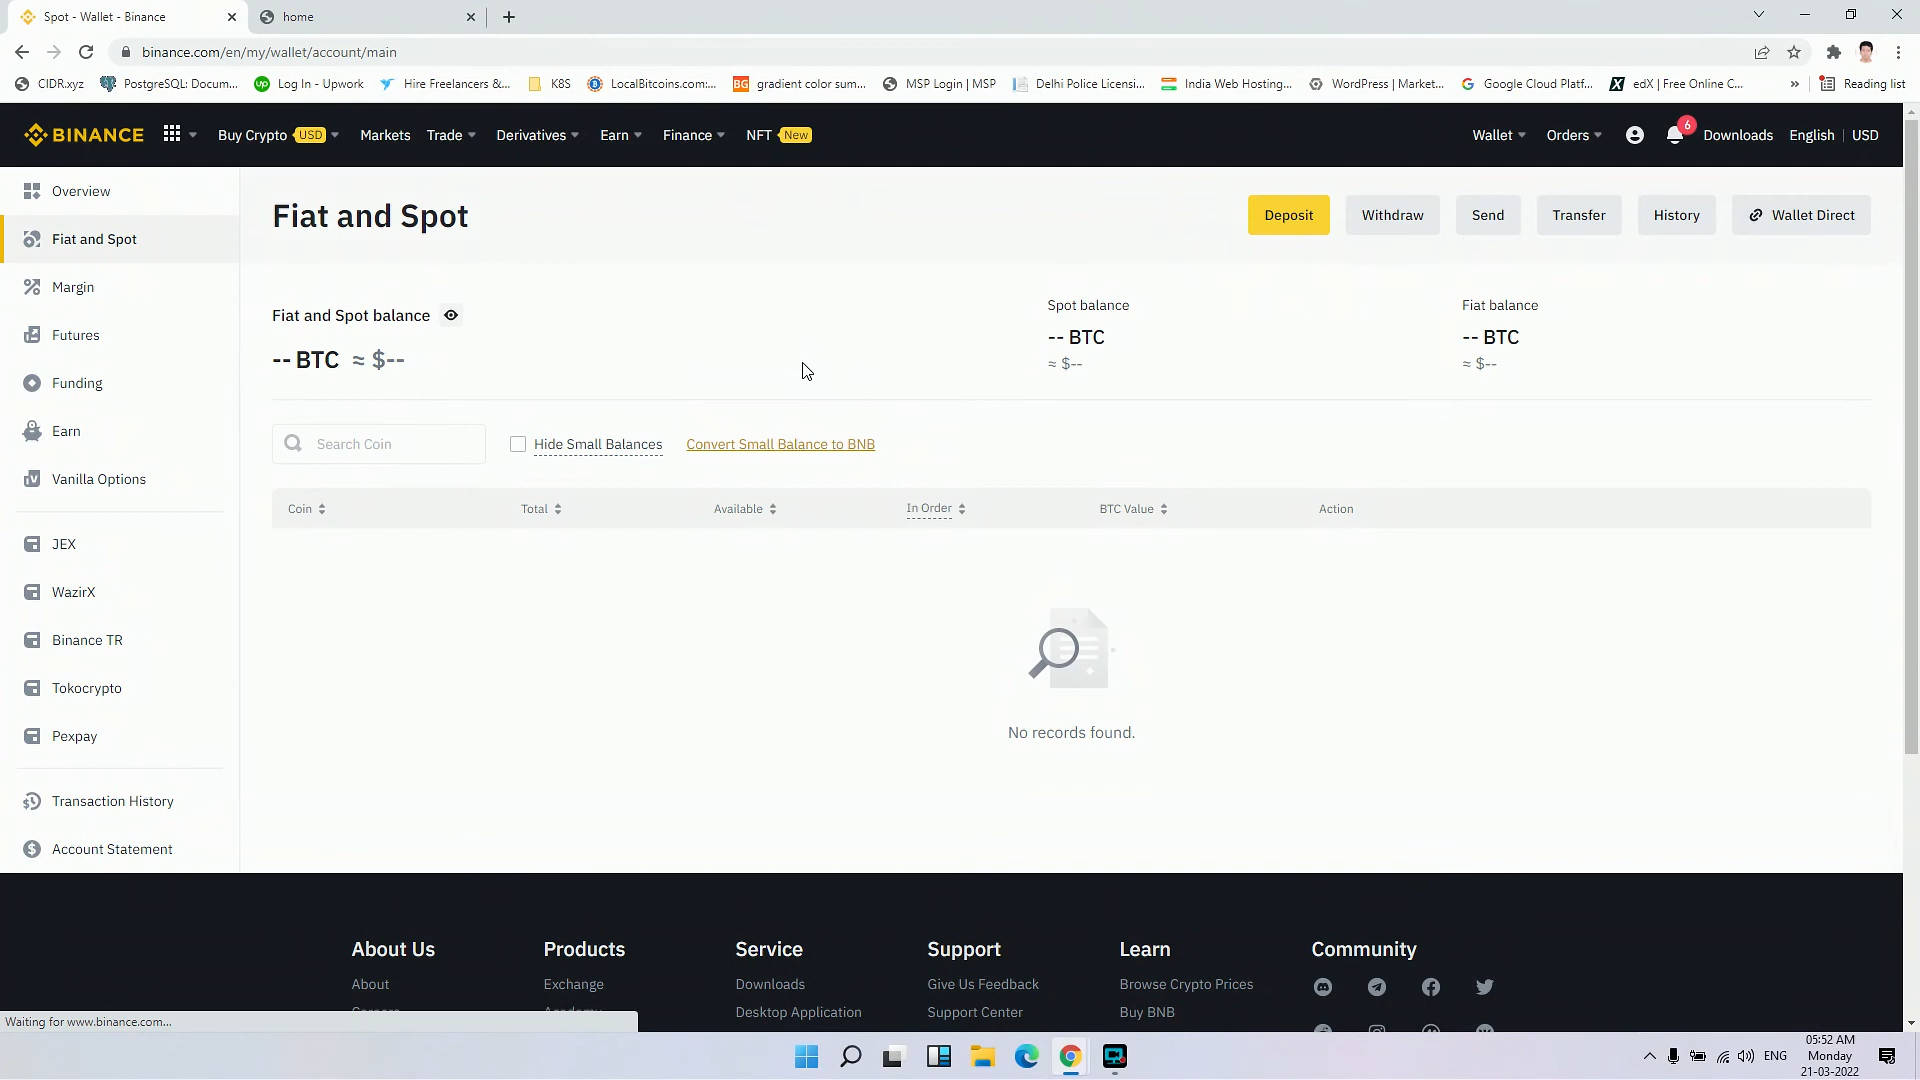 Spot - Wallet - Binance
home
binance.com/en/my/wallet/account/main
CIDR.xyz
PostgreSQL: Docum...
Log In - Upwork
Hire Freelancers &...
K8S
LocalBitcoins.com:...
gradient color sum...
MSP Login | MSP
Delhi Police Licensi...
India Web Hosting...
WordPress | Market...
Google Cloud Platf...
edX | Free Online C...
»
Reading list
BINANCE
Buy Crypto USD
Markets
Trade
Derivatives
Earn
Finance
NFT New
Wallet
Orders
6
Downloads
English | USD
Overview
Fiat and Spot
Margin
Futures
Funding
Earn
Vanilla Options
JEX
WazirX
Binance TR
Tokocrypto
Pexpay
Transaction History
Account Statement
Fiat and Spot
Deposit
Withdraw
Send
Transfer
History
Wallet Direct
Fiat and Spot balance
-- BTC ≈ $--
Spot balance
-- BTC
≈ $--
Fiat balance
-- BTC
≈ $--
Search Coin
Hide Small Balances
Convert Small Balance to BNB
Coin
Total
Available
In Order
BTC Value
Action
No records found.
About Us
About
Products
Exchange
Service
Downloads
Desktop Application
Support
Give Us Feedback
Support Center
Learn
Browse Crypto Prices
Buy BNB
Community
Waiting for www.binance.com...
ENG
05:52 AM
Monday
21-03-2022